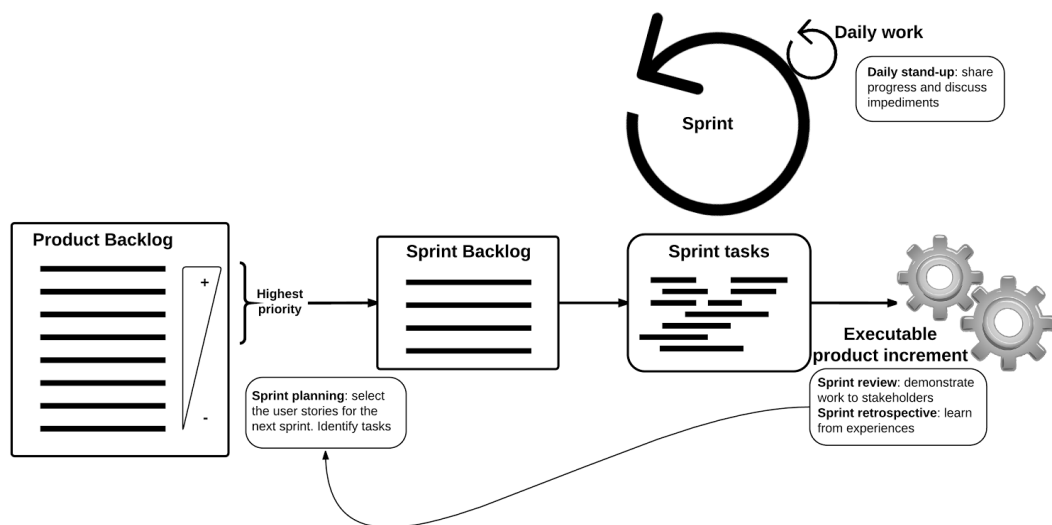 Daily work
Daily stand-up: share
progress and discuss
impediments
Sprint
Product Backlog
+
-
Highest
priority
Sprint Backlog
Sprint tasks
Executable
product increment
Sprint planning: select
the user stories for the
next sprint. Identify tasks
Sprint review: demonstrate
work to stakeholders
Sprint retrospective: learn
from experiences